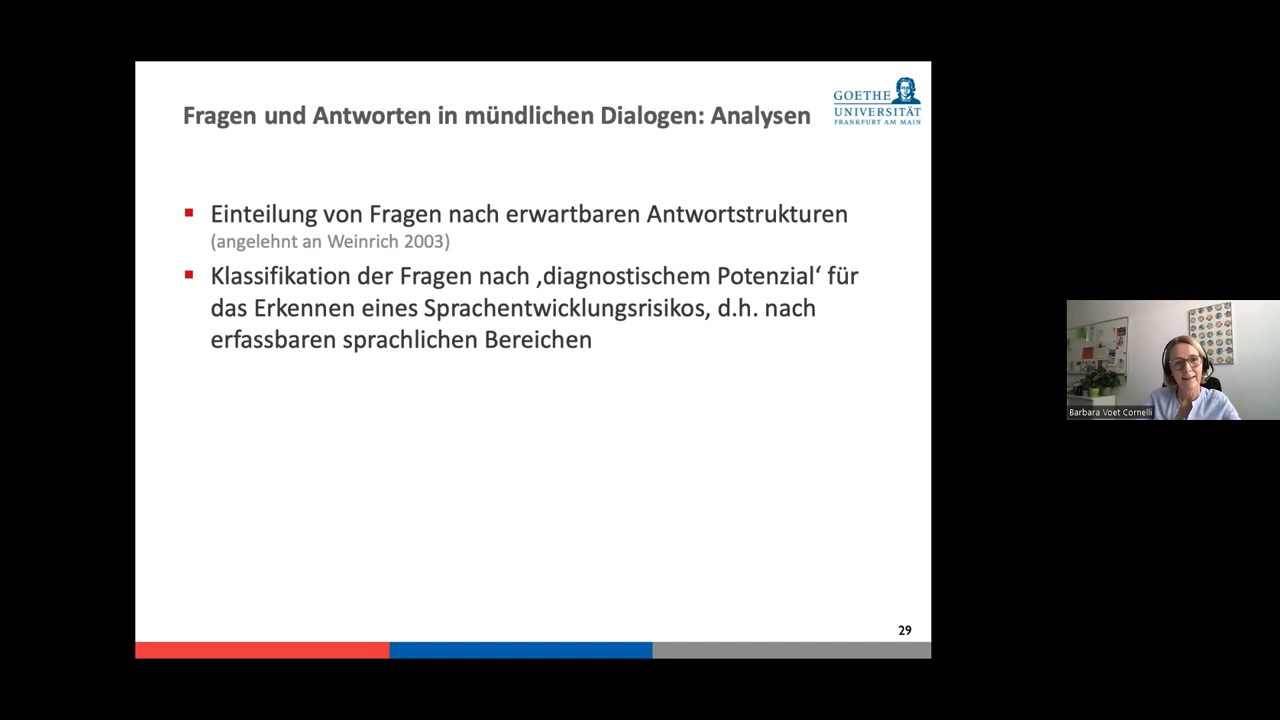 Fragen und Antworten in mündlichen Dialogen: Analysen
GOETHE
UNIVERSITÄT
FRANKFURT AM MAIN
Einteilung von Fragen nach erwartbaren Antwortstrukturen
(angelehnt an Weinrich 2003)
Klassifikation der Fragen nach ‚diagnostischem Potenzial‘ für
das Erkennen eines Sprachentwicklungsrisikos, d.h. nach
erfassbaren sprachlichen Bereichen
Barbara Voet Cornelli
29